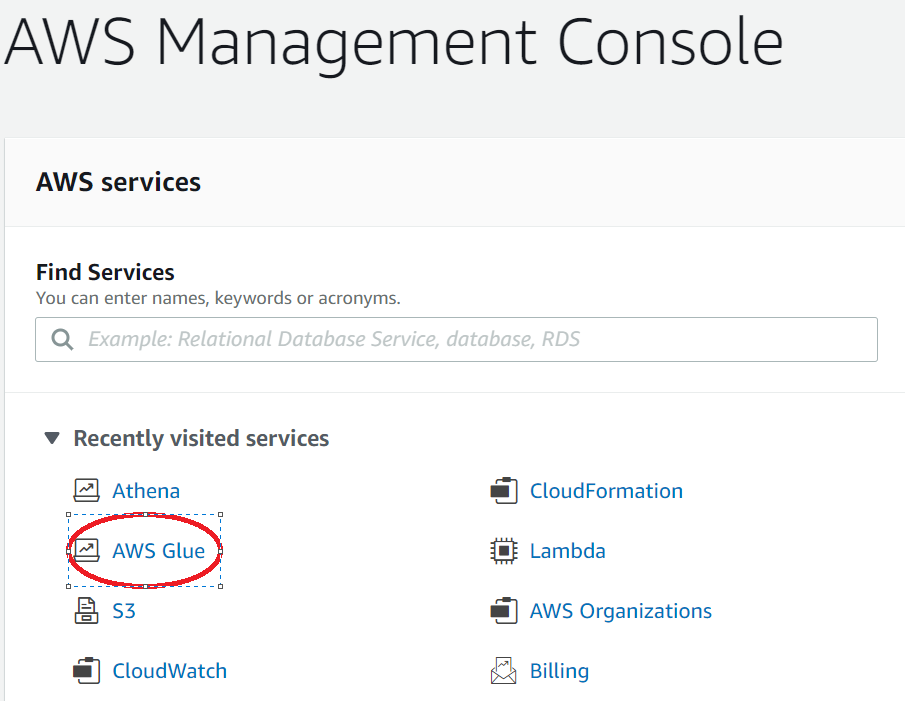 AWS Management Console
AWS services
Find Services
You can enter names, keywords or acronyms.
Example: Relational Database Service, database, RDS
Recently visited services
Athena
CloudFormation
AWS Glue
Lambda
S3
AWS Organizations
CloudWatch
Billing